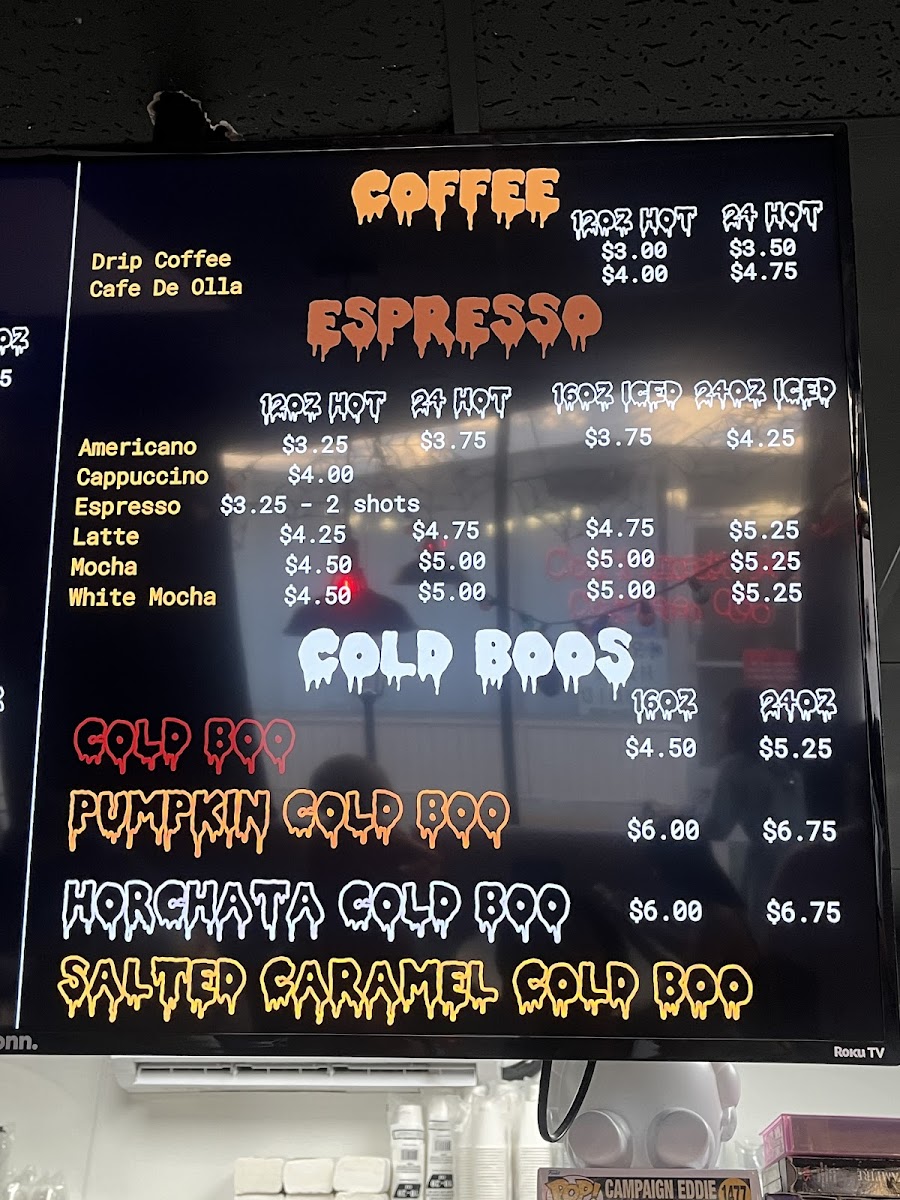 COFFEE
12OZ HOT 24 HOT
Drip Coffee $3.00 $3.50
Cafe De Olla $4.00 $4.75
ESPRESSO
12OZ HOT 24 HOT 16OZ ICED 24OZ ICED
Americano $3.25 $3.75 $3.75 $4.25
Cappuccino $4.00
Espresso $3.25 - 2 shots
Latte $4.25 $4.75 $4.75 $5.25
Mocha $4.50 $5.00 $5.00 $5.25
White Mocha $4.50 $5.00 $5.00 $5.25
COLD BOOS
16OZ 24OZ
COLD BOO $4.50 $5.25
PUMPKIN COLD BOO $6.00 $6.75
HORCHATA COLD BOO $6.00 $6.75
SALTED CARAMEL COLD BOO
OZ
5
onn.
Roku TV
POP! CAMPAIGN EDDIE 1477